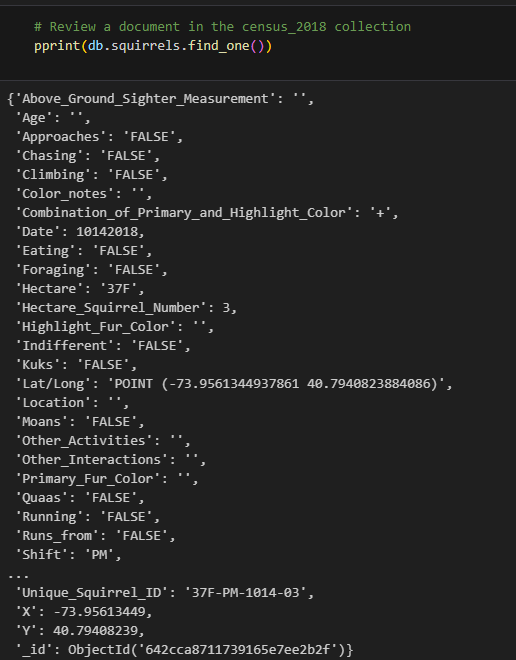 # Review a document in the census_2018 collection
pprint(db.squirrels.find_one())
{'Above_Ground_Sighter_Measurement': '',
'Age': '',
'Approaches': 'FALSE',
'Chasing': 'FALSE',
'Climbing': 'FALSE',
'Color_notes': '',
'Combination_of_Primary_and_Highlight_Color': '+',
'Date': 10142018,
'Eating': 'FALSE',
'Foraging': 'FALSE',
'Hectare': '37F',
'Hectare_Squirrel_Number': 3,
'Highlight_Fur_Color': '',
'Indifferent': 'FALSE',
'Kuks': 'FALSE',
'Lat/Long': 'POINT (-73.9561344937861 40.7940823884086)',
'Location': '',
'Moans': 'FALSE',
'Other_Activities': '',
'Other_Interactions': '',
'Primary_Fur_Color': '',
'Quaas': 'FALSE',
'Running': 'FALSE',
'Runs_from': 'FALSE',
'Shift': 'PM',
...
'Unique_Squirrel_ID': '37F-PM-1014-03',
'X': -73.95613449,
'Y': 40.79408239,
'_id': ObjectId('642cca8711739165e7ee2b2f')}